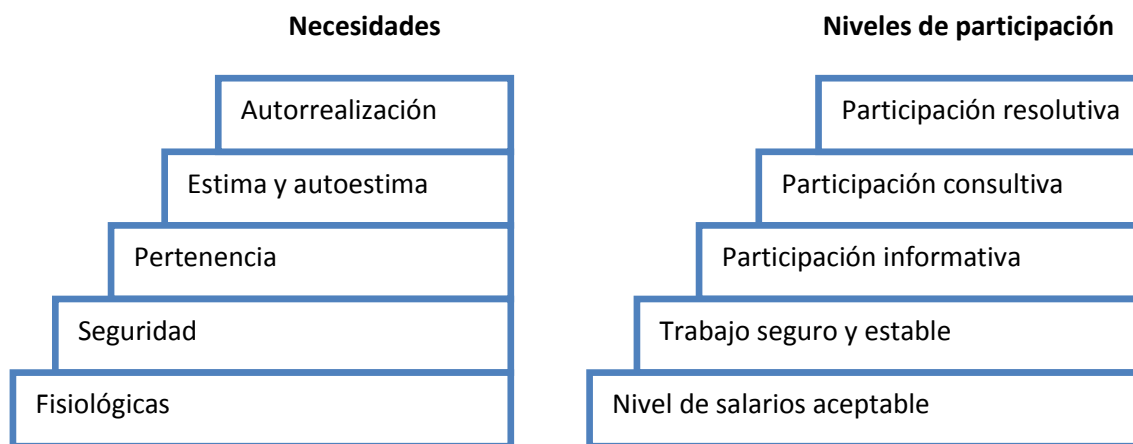 Necesidades
Autorrealización
Estima y autoestima
Pertenencia
Seguridad
Fisiológicas
Niveles de participación
Participación resolutiva
Participación consultiva
Participación informativa
Trabajo seguro y estable
Nivel de salarios aceptable